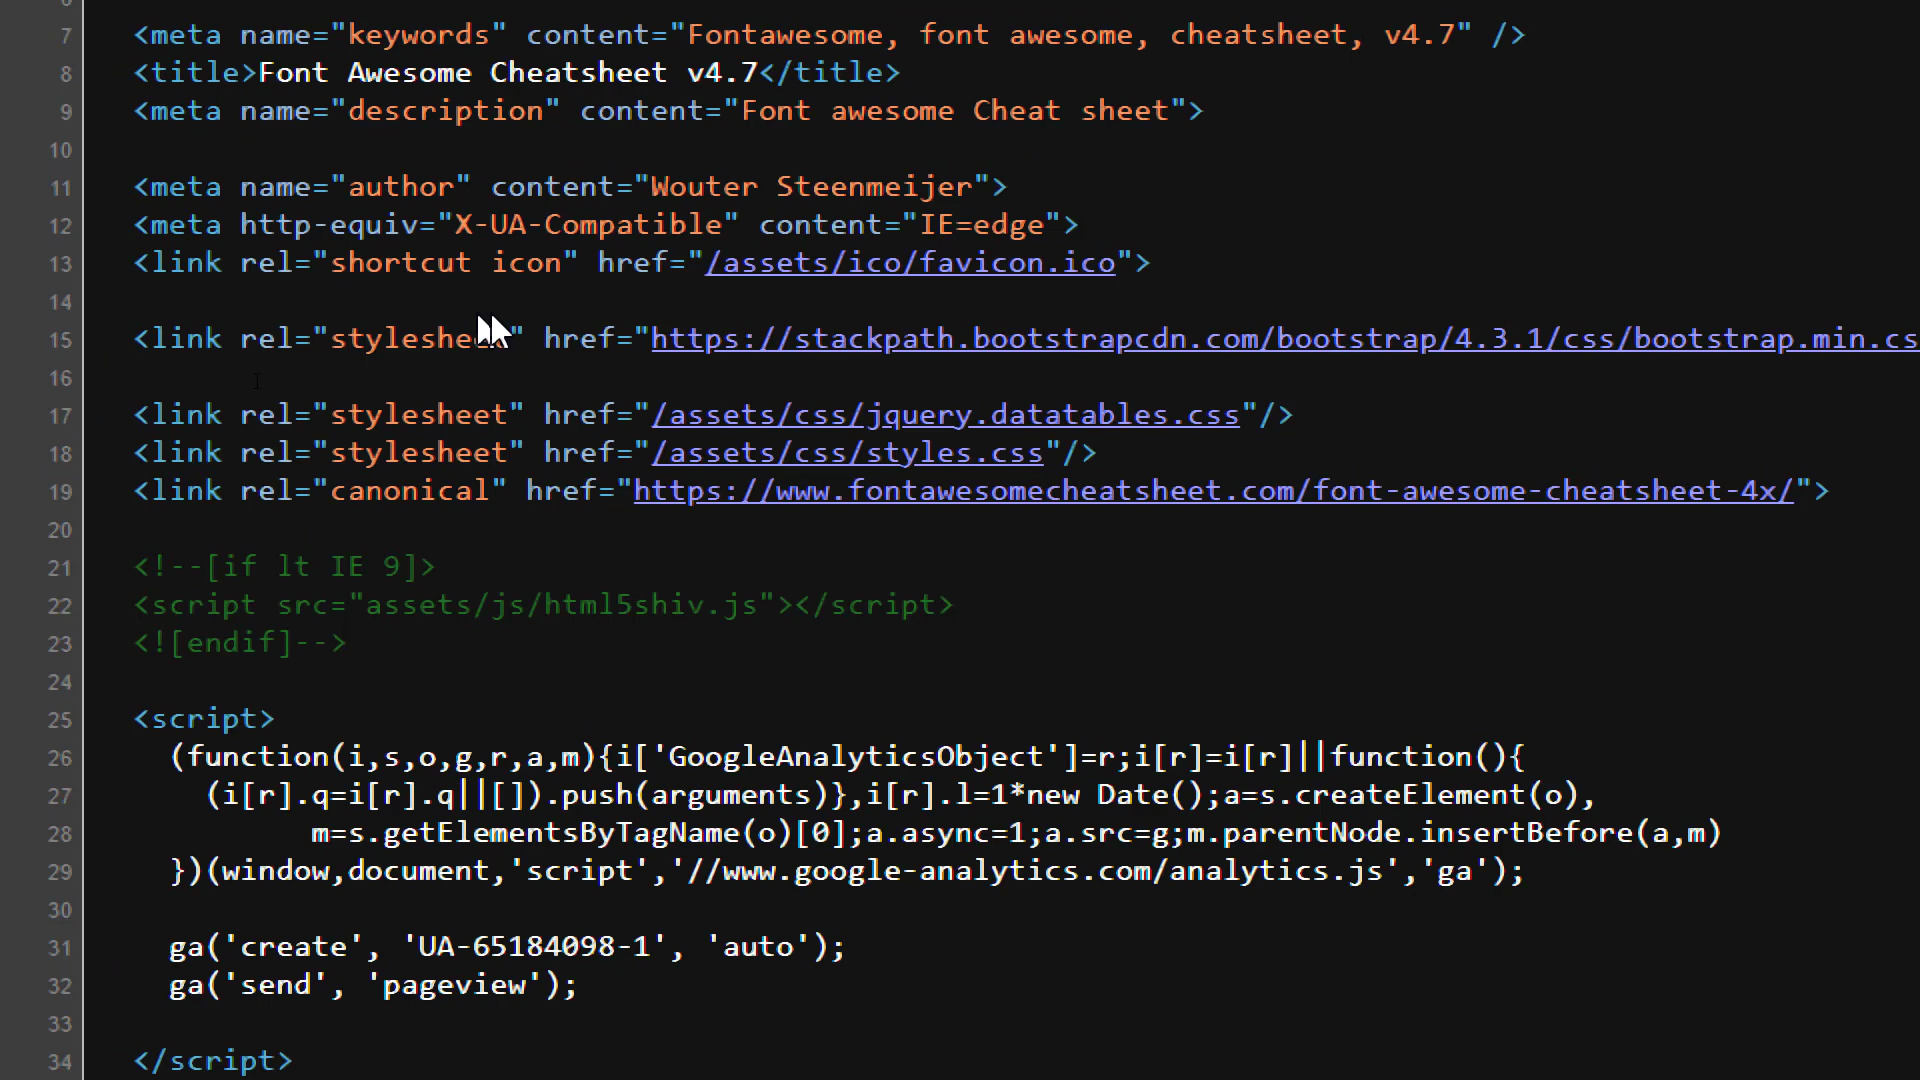 7 <meta name="keywords" content="Fontawesome, font awesome, cheatsheet, v4.7" />
8 <title>Font Awesome Cheatsheet v4.7</title>
9 <meta name="description" content="Font awesome Cheat sheet">
10
11 <meta name="author" content="Wouter Steenmeijer">
12 <meta http-equiv="X-UA-Compatible" content="IE=edge">
13 <link rel="shortcut icon" href="/assets/ico/favicon.ico">
14
15 <link rel="stylesheet" href="https://stackpath.bootstrapcdn.com/bootstrap/4.3.1/css/bootstrap.min.cs
16
17 <link rel="stylesheet" href="/assets/css/jquery.datatables.css"/>
18 <link rel="stylesheet" href="/assets/css/styles.css"/>
19 <link rel="canonical" href="https://www.fontawesomecheatsheet.com/font-awesome-cheatsheet-4x/">
20
21 <!--[if lt IE 9]>
22 <script src="assets/js/html5shiv.js"></script>
23 <![endif]-->
24
25 <script>
26 (function(i,s,o,g,r,a,m){i['GoogleAnalyticsObject']=r;i[r]=i[r]||function(){
27 (i[r].q=i[r].q||[]).push(arguments)},i[r].l=1*new Date();a=s.createElement(o),
28 m=s.getElementsByTagName(o)[0];a.async=1;a.src=g;m.parentNode.insertBefore(a,m)
29 })(window,document,'script','//www.google-analytics.com/analytics.js','ga');
30
31 ga('create', 'UA-65184098-1', 'auto');
32 ga('send', 'pageview');
33
34 </script>